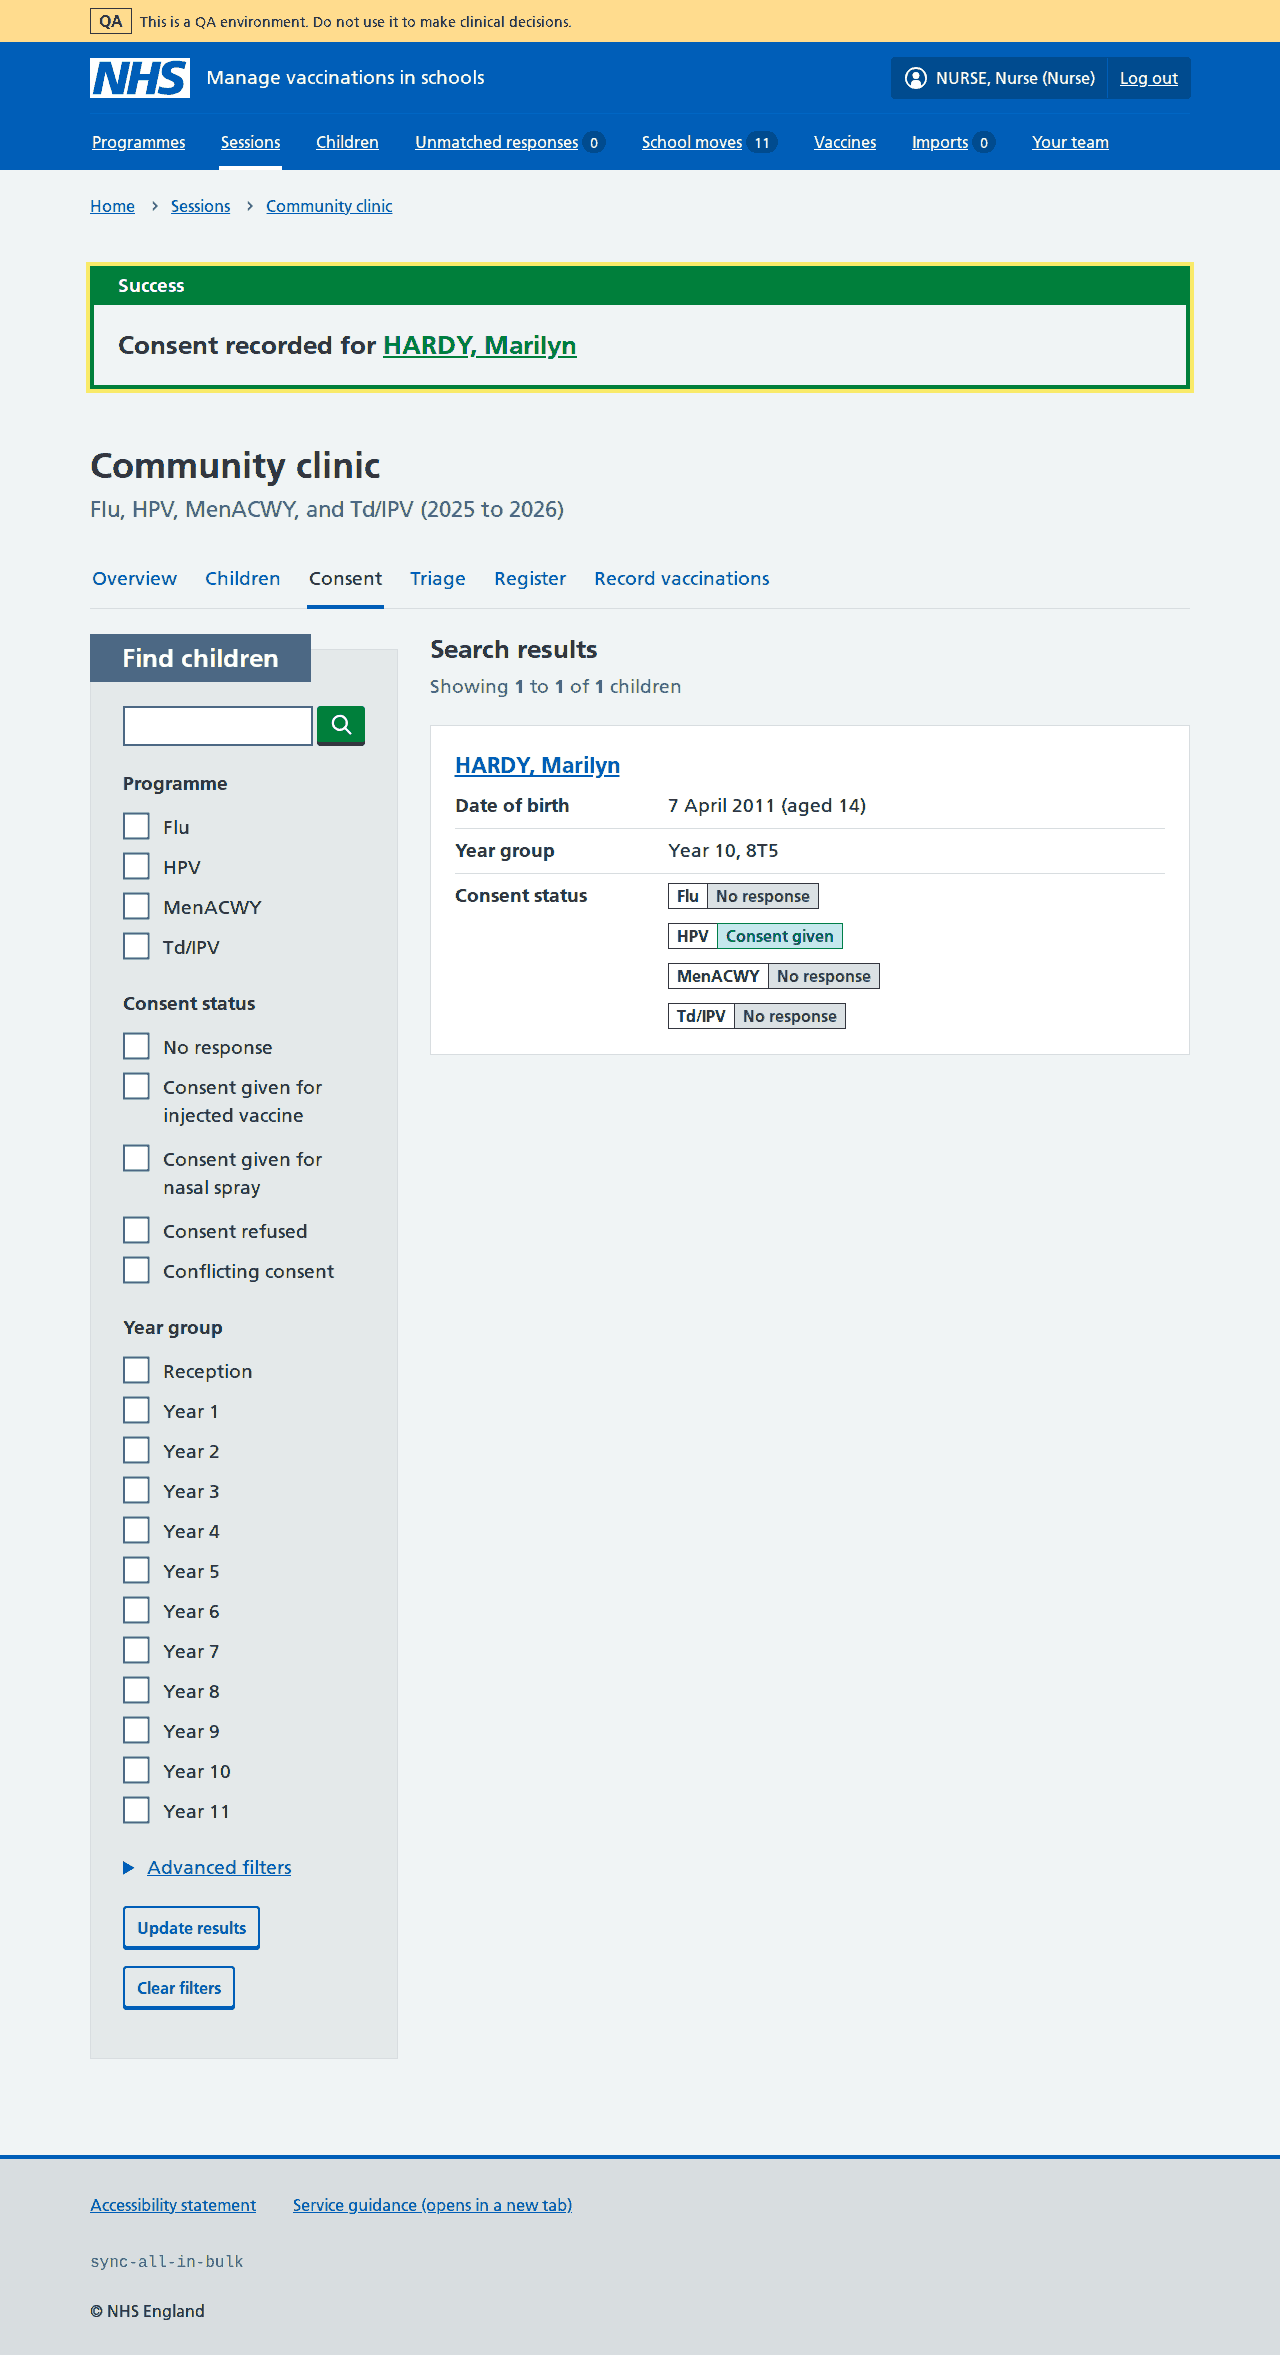 QA This is a QA environment. Do not use it to make clinical decisions.
NHS Manage vaccinations in schools
NURSE, Nurse (Nurse) Log out
Programmes Sessions Children Unmatched responses 0 School moves 11 Vaccines Imports 0 Your team
Home Sessions Community clinic
Success
Consent recorded for HARDY, Marilyn
Community clinic
Flu, HPV, MenACWY, and Td/IPV (2025 to 2026)
Overview Children Consent Triage Register Record vaccinations
Find children
Programme
Flu
HPV
MenACWY
Td/IPV
Consent status
No response
Consent given for
injected vaccine
Consent given for
nasal spray
Consent refused
Conflicting consent
Year group
Reception
Year 1
Year 2
Year 3
Year 4
Year 5
Year 6
Year 7
Year 8
Year 9
Year 10
Year 11
Advanced filters
Update results
Clear filters
Search results
Showing 1 to 1 of 1 children
HARDY, Marilyn
Date of birth 7 April 2011 (aged 14)
Year group Year 10, 8T5
Consent status Flu No response
HPV Consent given
MenACWY No response
Td/IPV No response
Accessibility statement Service guidance (opens in a new tab)
sync-all-in-bulk
© NHS England